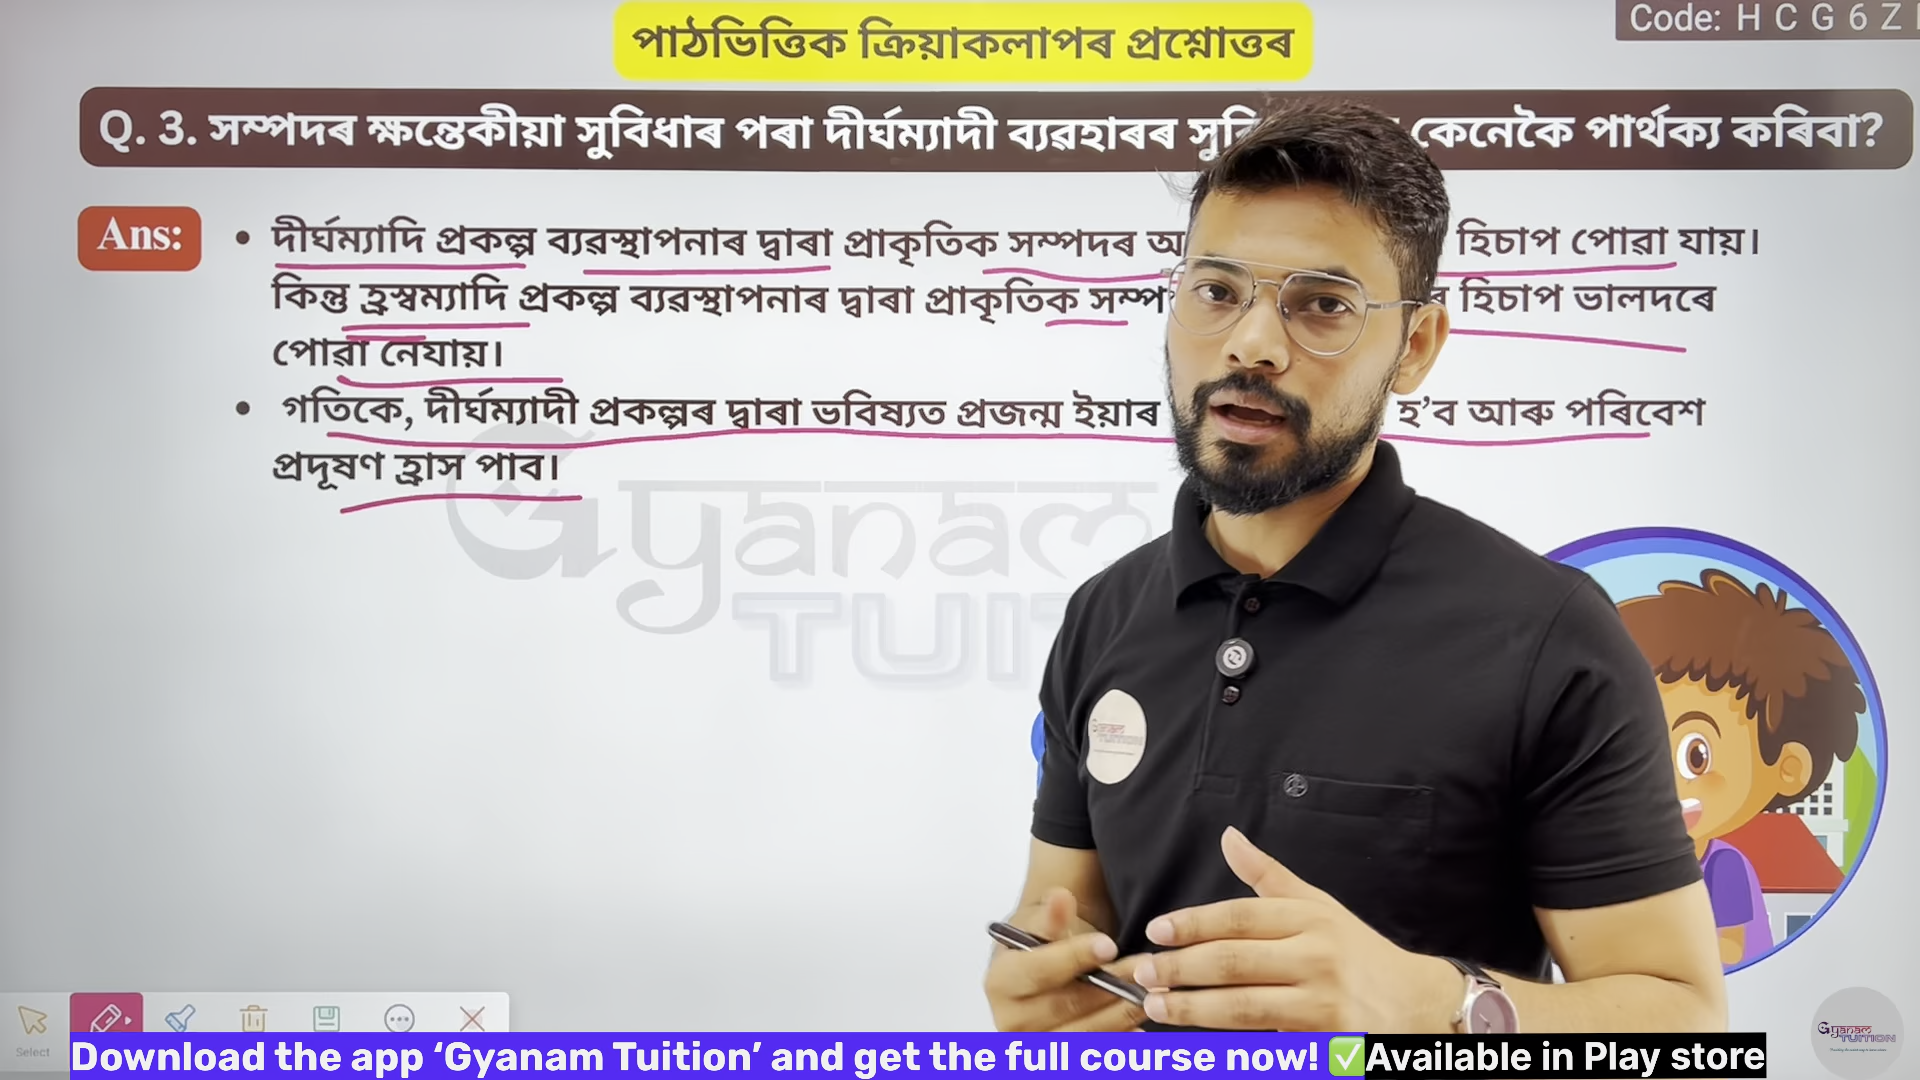 পাঠভিত্তিক ক্ৰিয়াকলাপৰ প্ৰশ্নোত্তৰ
Code: H C G 6 Z
Q. 3. সম্পদৰ ক্ষন্তেকীয়া সুবিধাৰ পৰা দীৰ্ঘম্যাদী ব্যৱহাৰৰ কেনেকৈ পাৰ্থক্য কৰিবা?
Ans:
• দীৰ্ঘম্যাদি প্ৰকল্প ব্যৱস্থাপনাৰ দ্বাৰা প্ৰাকৃতিক সম্পদৰ হিচাপ পোৱা যায়।
কিন্তু হ্ৰস্বম্যাদি প্ৰকল্প ব্যৱস্থাপনাৰ দ্বাৰা প্ৰাকৃতিক হিচাপ ভালদৰে
পোৱা নেযায়।
• গতিকে, দীৰ্ঘম্যাদী প্ৰকল্পৰ দ্বাৰা ভবিষ্যত প্ৰজন্ম ইয়াৰ হ’ব আৰু পৰিবেশ
প্ৰদূষণ হ্ৰাস পাব।
Gyanam
Select
Download the app ‘Gyanam Tuition’ and get the full course now! ✅Available in Play store
Gyanam
TUITION